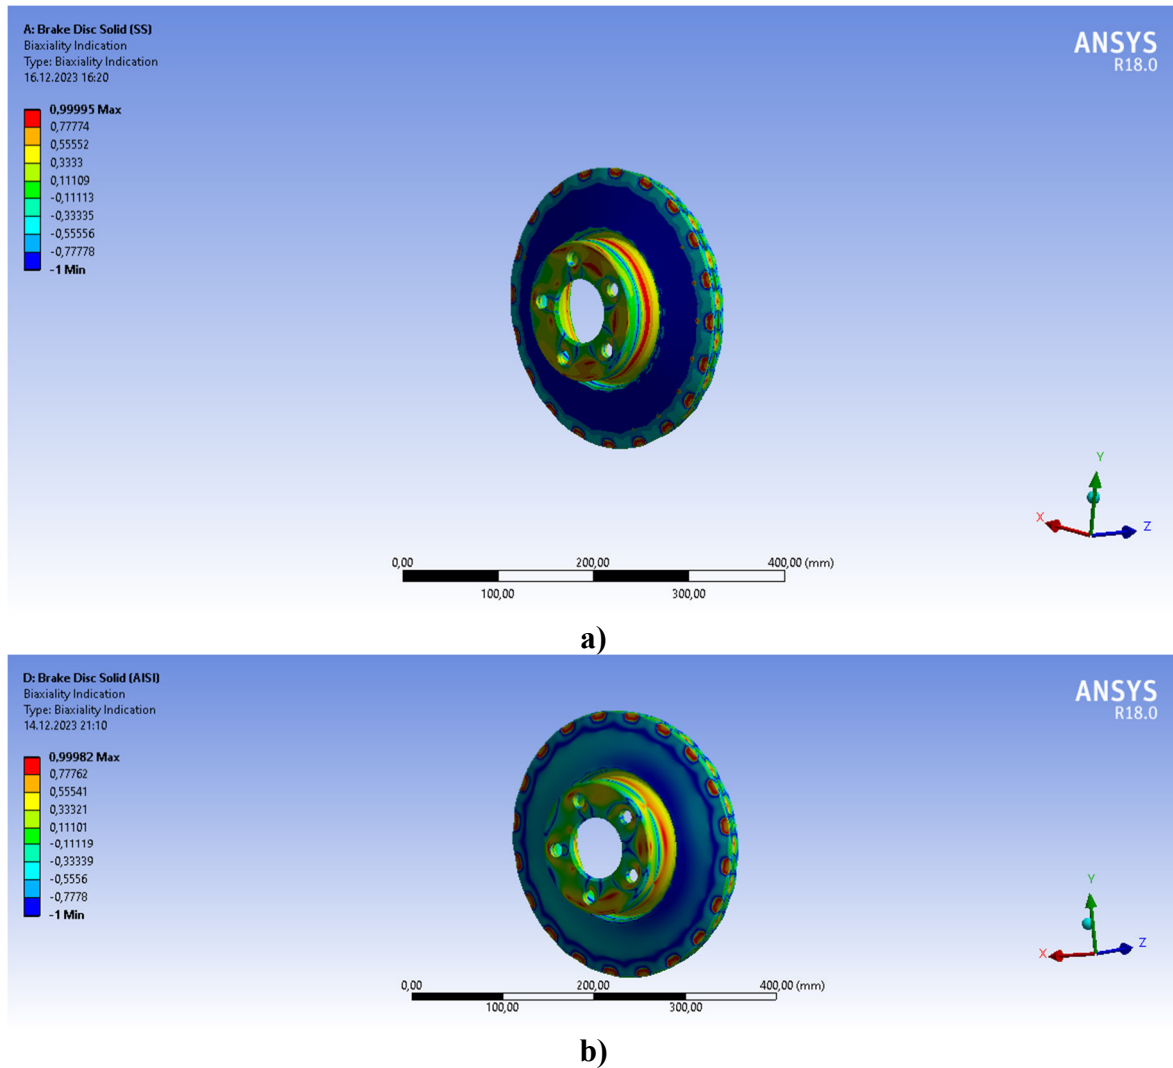 A: Brake Disc Solid (SS)
Biaxiality Indication
Type: Biaxiality Indication
16.12.2023 16:20
ANSYS
R18.0
0,99995 Max
0,77774
0,55552
0,3333
0,11109
-0,11113
-0,33335
-0,55556
-0,77778
-1 Min
Y
X
Z
0,00 200,00 400,00 (mm)
100,00 300,00
a)
D: Brake Disc Solid (AISI)
Biaxiality Indication
Type: Biaxiality Indication
14.12.2023 21:10
ANSYS
R18.0
0,99982 Max
0,77762
0,55541
0,33321
0,11101
-0,11119
-0,33339
-0,5556
-0,7778
-1 Min
Y
X
Z
0,00 200,00 400,00 (mm)
100,00 300,00
b)